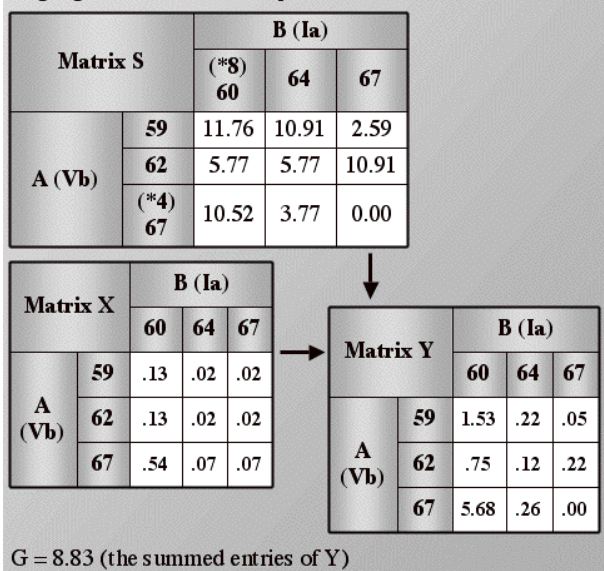 B (Ia)
Matrix S
(*8)
60 64 67
59 11.76 10.91 2.59
A (Vb) 62 5.77 5.77 10.91
(*4)
67 10.52 3.77 0.00
B (Ia)
Matrix X
60 64 67
59 .13 .02 .02
A
(Vb)
62 .13 .02 .02
67 .54 .07 .07
B (Ia)
Matrix Y
60 64 67
59 1.53 .22 .05
A
(Vb)
62 .75 .12 .22
67 5.68 .26 .00
G = 8.83 (the summed entries of Y)